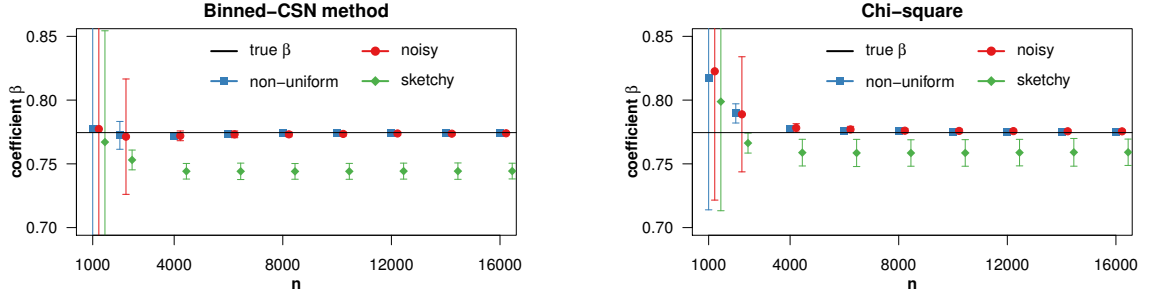 Binned−CSN method
0.85
0.80
0.75
0.70
coefficient β
true β
noisy
non−uniform
sketchy
1000
4000
8000
12000
16000
n
Chi−square
0.85
0.80
0.75
0.70
coefficient β
true β
noisy
non−uniform
sketchy
1000
4000
8000
12000
16000
n